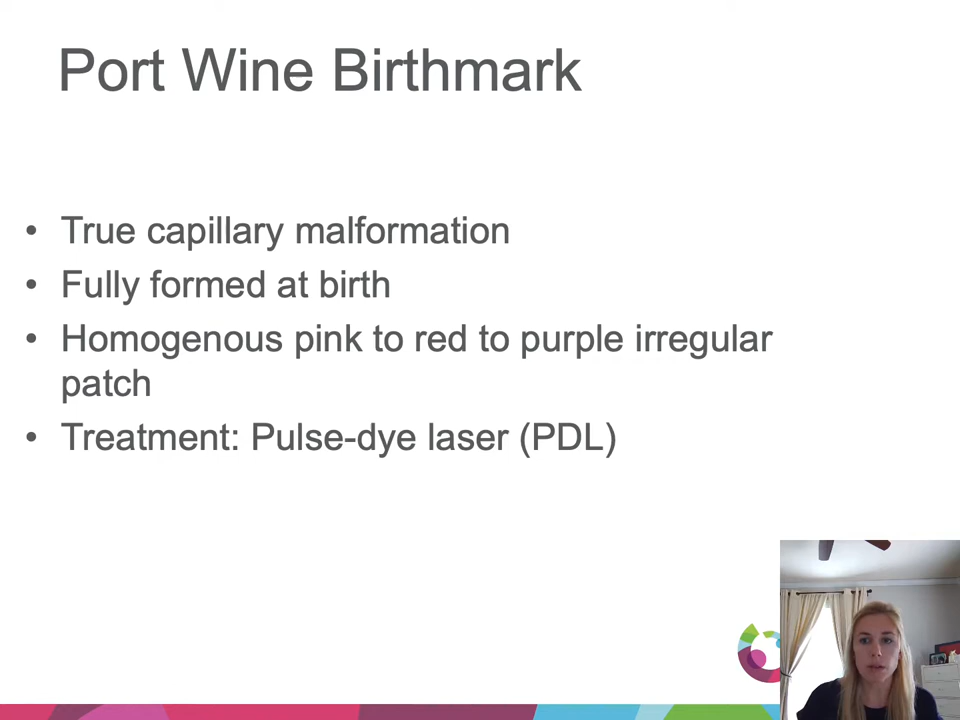 Port Wine Birthmark
• True capillary malformation
• Fully formed at birth
• Homogenous pink to red to purple irregular
patch
• Treatment: Pulse-dye laser (PDL)